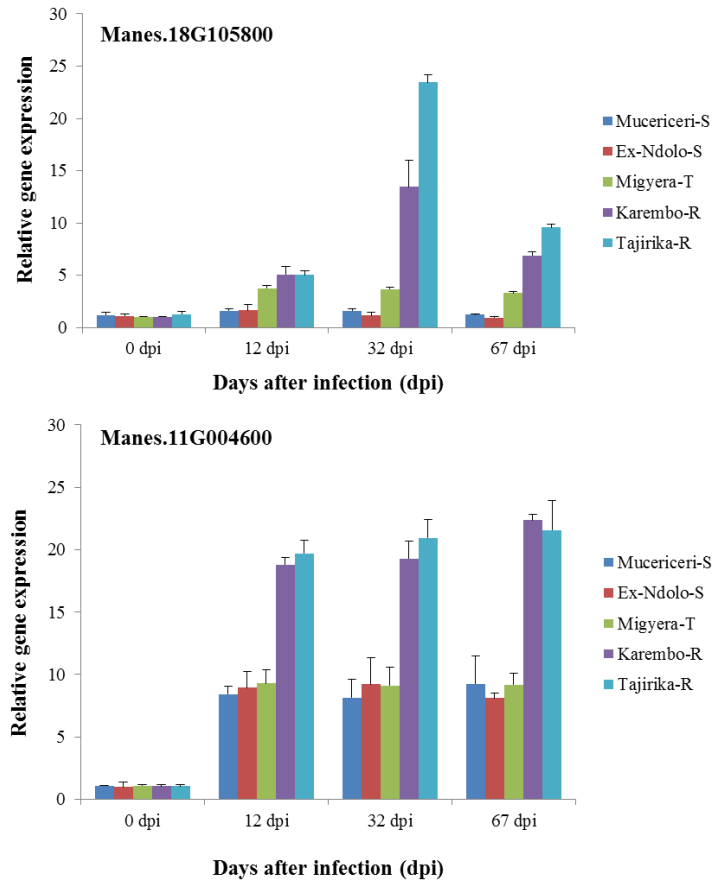 Manes.18G105800
Relative gene expression
30
25
20
15
10
5
0
0 dpi 12 dpi 32 dpi 67 dpi
Days after infection (dpi)
Mucericeri-S
Ex-Ndolo-S
Migyera-T
Karembo-R
Tajirika-R
Manes.11G004600
Relative gene expression
30
25
20
15
10
5
0
0 dpi 12 dpi 32 dpi 67 dpi
Days after infection (dpi)
Mucericeri-S
Ex-Ndolo-S
Migyera-T
Karembo-R
Tajirika-R